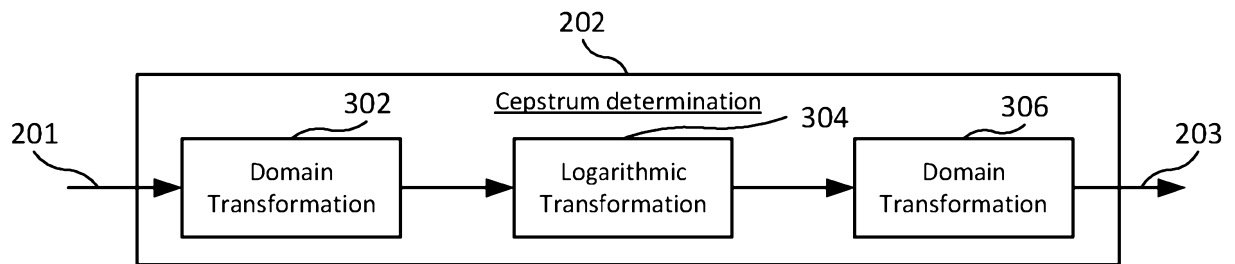 202
Cepstrum determination
201
302
304
306
203
Domain
Transformation
Logarithmic
Transformation
Domain
Transformation